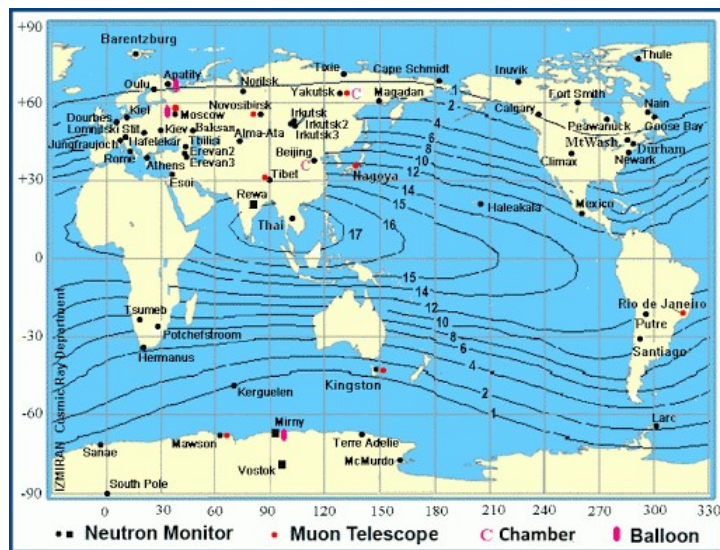 +90
Barentzburg
Thule
Tixie
Cape Schmidt
Inuvik
Apatity
Oulu
Norilsk
1
+60
Yakutsk
C
Magadan
2
Fort Smith
Nain
Kiel
Moscow
Novosibirsk
Irkutsk
4
Calgary
Peawanuck
Goose Bay
Dourbes
Irkutsk2
6
Lomnitski Stit
Kiev
Baksan
Irkutsk3
8
Mt Wash
Durham
Jungfraujoch
Hafelekar
Tbilisi
Alma-Ata
10
Newark
Rome
Erevan2
Beijing
12
Climax
Athens
Erevan3
C
Nagoya
+30
Esoi
Tibet
14
Rewa
16
Haleakala
Mexico
Thai
17
0
15
14
Tsumeb
12
Rio de Janeiro
10
Putre
-30
Potchefstroom
8
Hermanus
6
Santiago
4
Kingston
Kerguelen
2
-60
1
Mirny
Larc
Sanae
Mawson
Terre Adelie
Vostok
McMurdo
-90
South Pole
IZMIRAN Cosmic Ray Department
0 30 60 90 120 150 180 210 240 270 300 330
Neutron Monitor Muon Telescope C Chamber Balloon